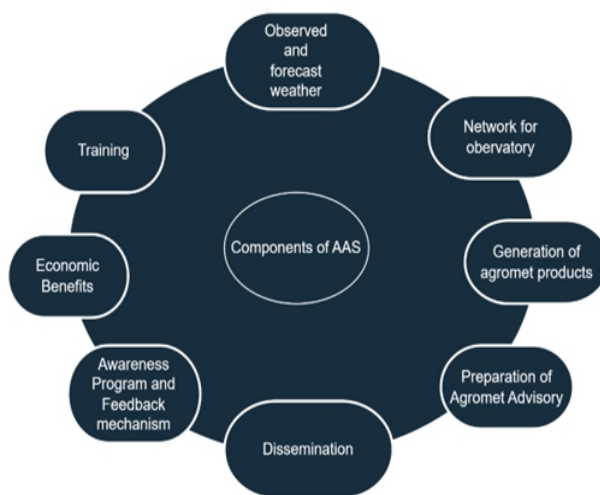 Observed
and
forecast
weather
Network for
obervatory
Generation of
agromet products
Preparation of
Agromet Advisory
Dissemination
Awareness
Program and
Feedback
mechanism
Economic
Benefits
Training
Components of AAS